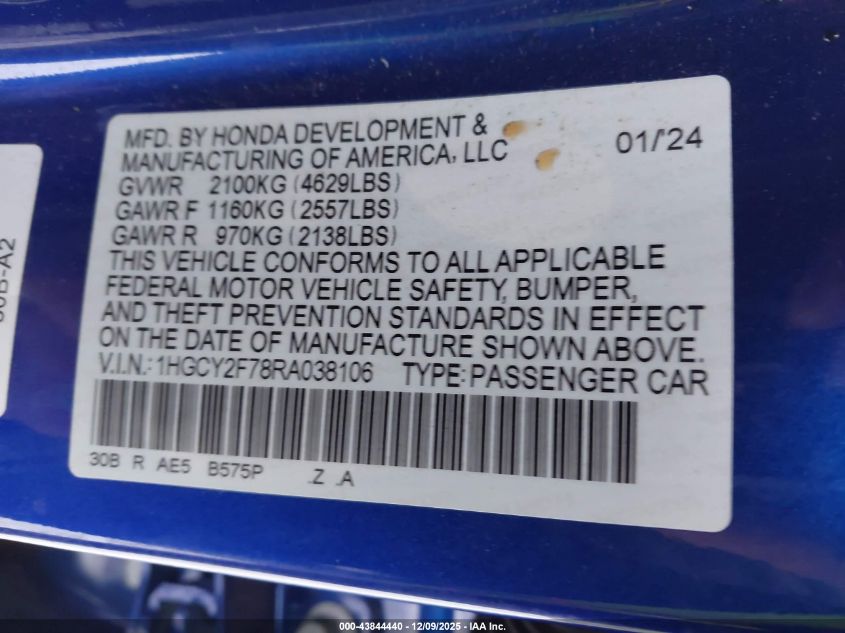 MFD. BY HONDA DEVELOPMENT &
MANUFACTURING OF AMERICA, LLC 01/'24
GVWR 2100KG (4629LBS)
GAWR F 1160KG (2557LBS)
GAWR R 970KG (2138LBS)
THIS VEHICLE CONFORMS TO ALL APPLICABLE
FEDERAL MOTOR VEHICLE SAFETY, BUMPER,
AND THEFT PREVENTION STANDARDS IN EFFECT
ON THE DATE OF MANUFACTURE SHOWN ABOVE.
V.I.N.: 1HGCY2F78RA038106 TYPE: PASSENGER CAR
30B R AE5 B575P .Z .A
000-43844440 - 12/09/2025 - IAA Inc.